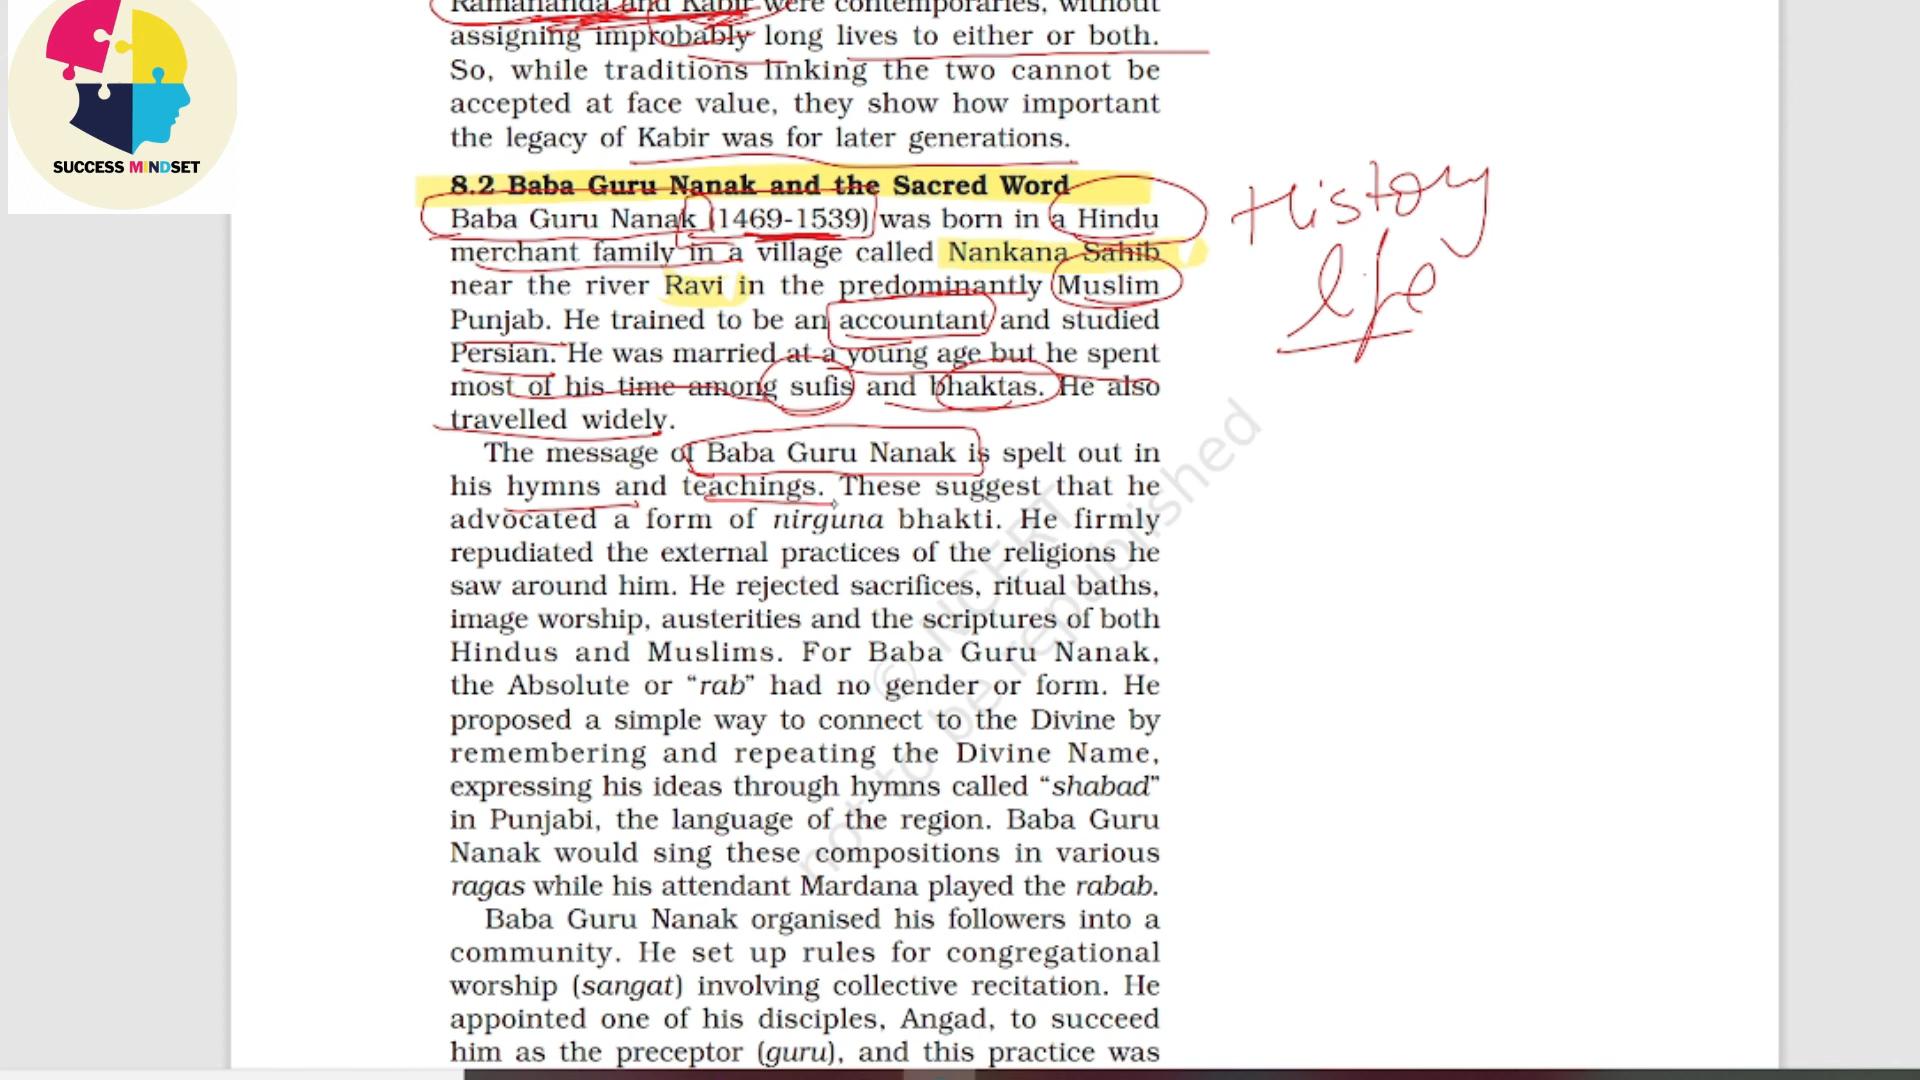 Ramananda and Kabir were contemporaries, without
assigning improbably long lives to either or both.
So, while traditions linking the two cannot be
accepted at face value, they show how important
the legacy of Kabir was for later generations.
SUCCESS MINDSET
8.2 Baba Guru Nanak and the Sacred Word
Baba Guru Nanak (1469-1539) was born in a Hindu
merchant family in a village called Nankana Sahib
near the river Ravi in the predominantly Muslim
Punjab. He trained to be an accountant and studied
Persian. He was married at a young age but he spent
most of his time among sufis and bhaktas. He also
travelled widely.
History
life
The message of Baba Guru Nanak is spelt out in
his hymns and teachings. These suggest that he
advocated a form of nirguna bhakti. He firmly
repudiated the external practices of the religions he
saw around him. He rejected sacrifices, ritual baths,
image worship, austerities and the scriptures of both
Hindus and Muslims. For Baba Guru Nanak,
the Absolute or “rab” had no gender or form. He
proposed a simple way to connect to the Divine by
remembering and repeating the Divine Name,
expressing his ideas through hymns called “shabad”
in Punjabi, the language of the region. Baba Guru
Nanak would sing these compositions in various
ragas while his attendant Mardana played the rabab.
Baba Guru Nanak organised his followers into a
community. He set up rules for congregational
worship (sangat) involving collective recitation. He
appointed one of his disciples, Angad, to succeed
him as the preceptor (guru), and this practice was
© NCERT
not to be republished